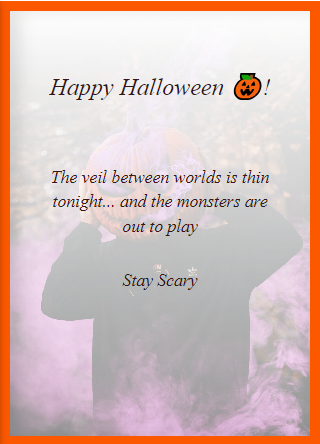 Happy Halloween 🎃!
The veil between worlds is thin
tonight... and the monsters are
out to play
Stay Scary